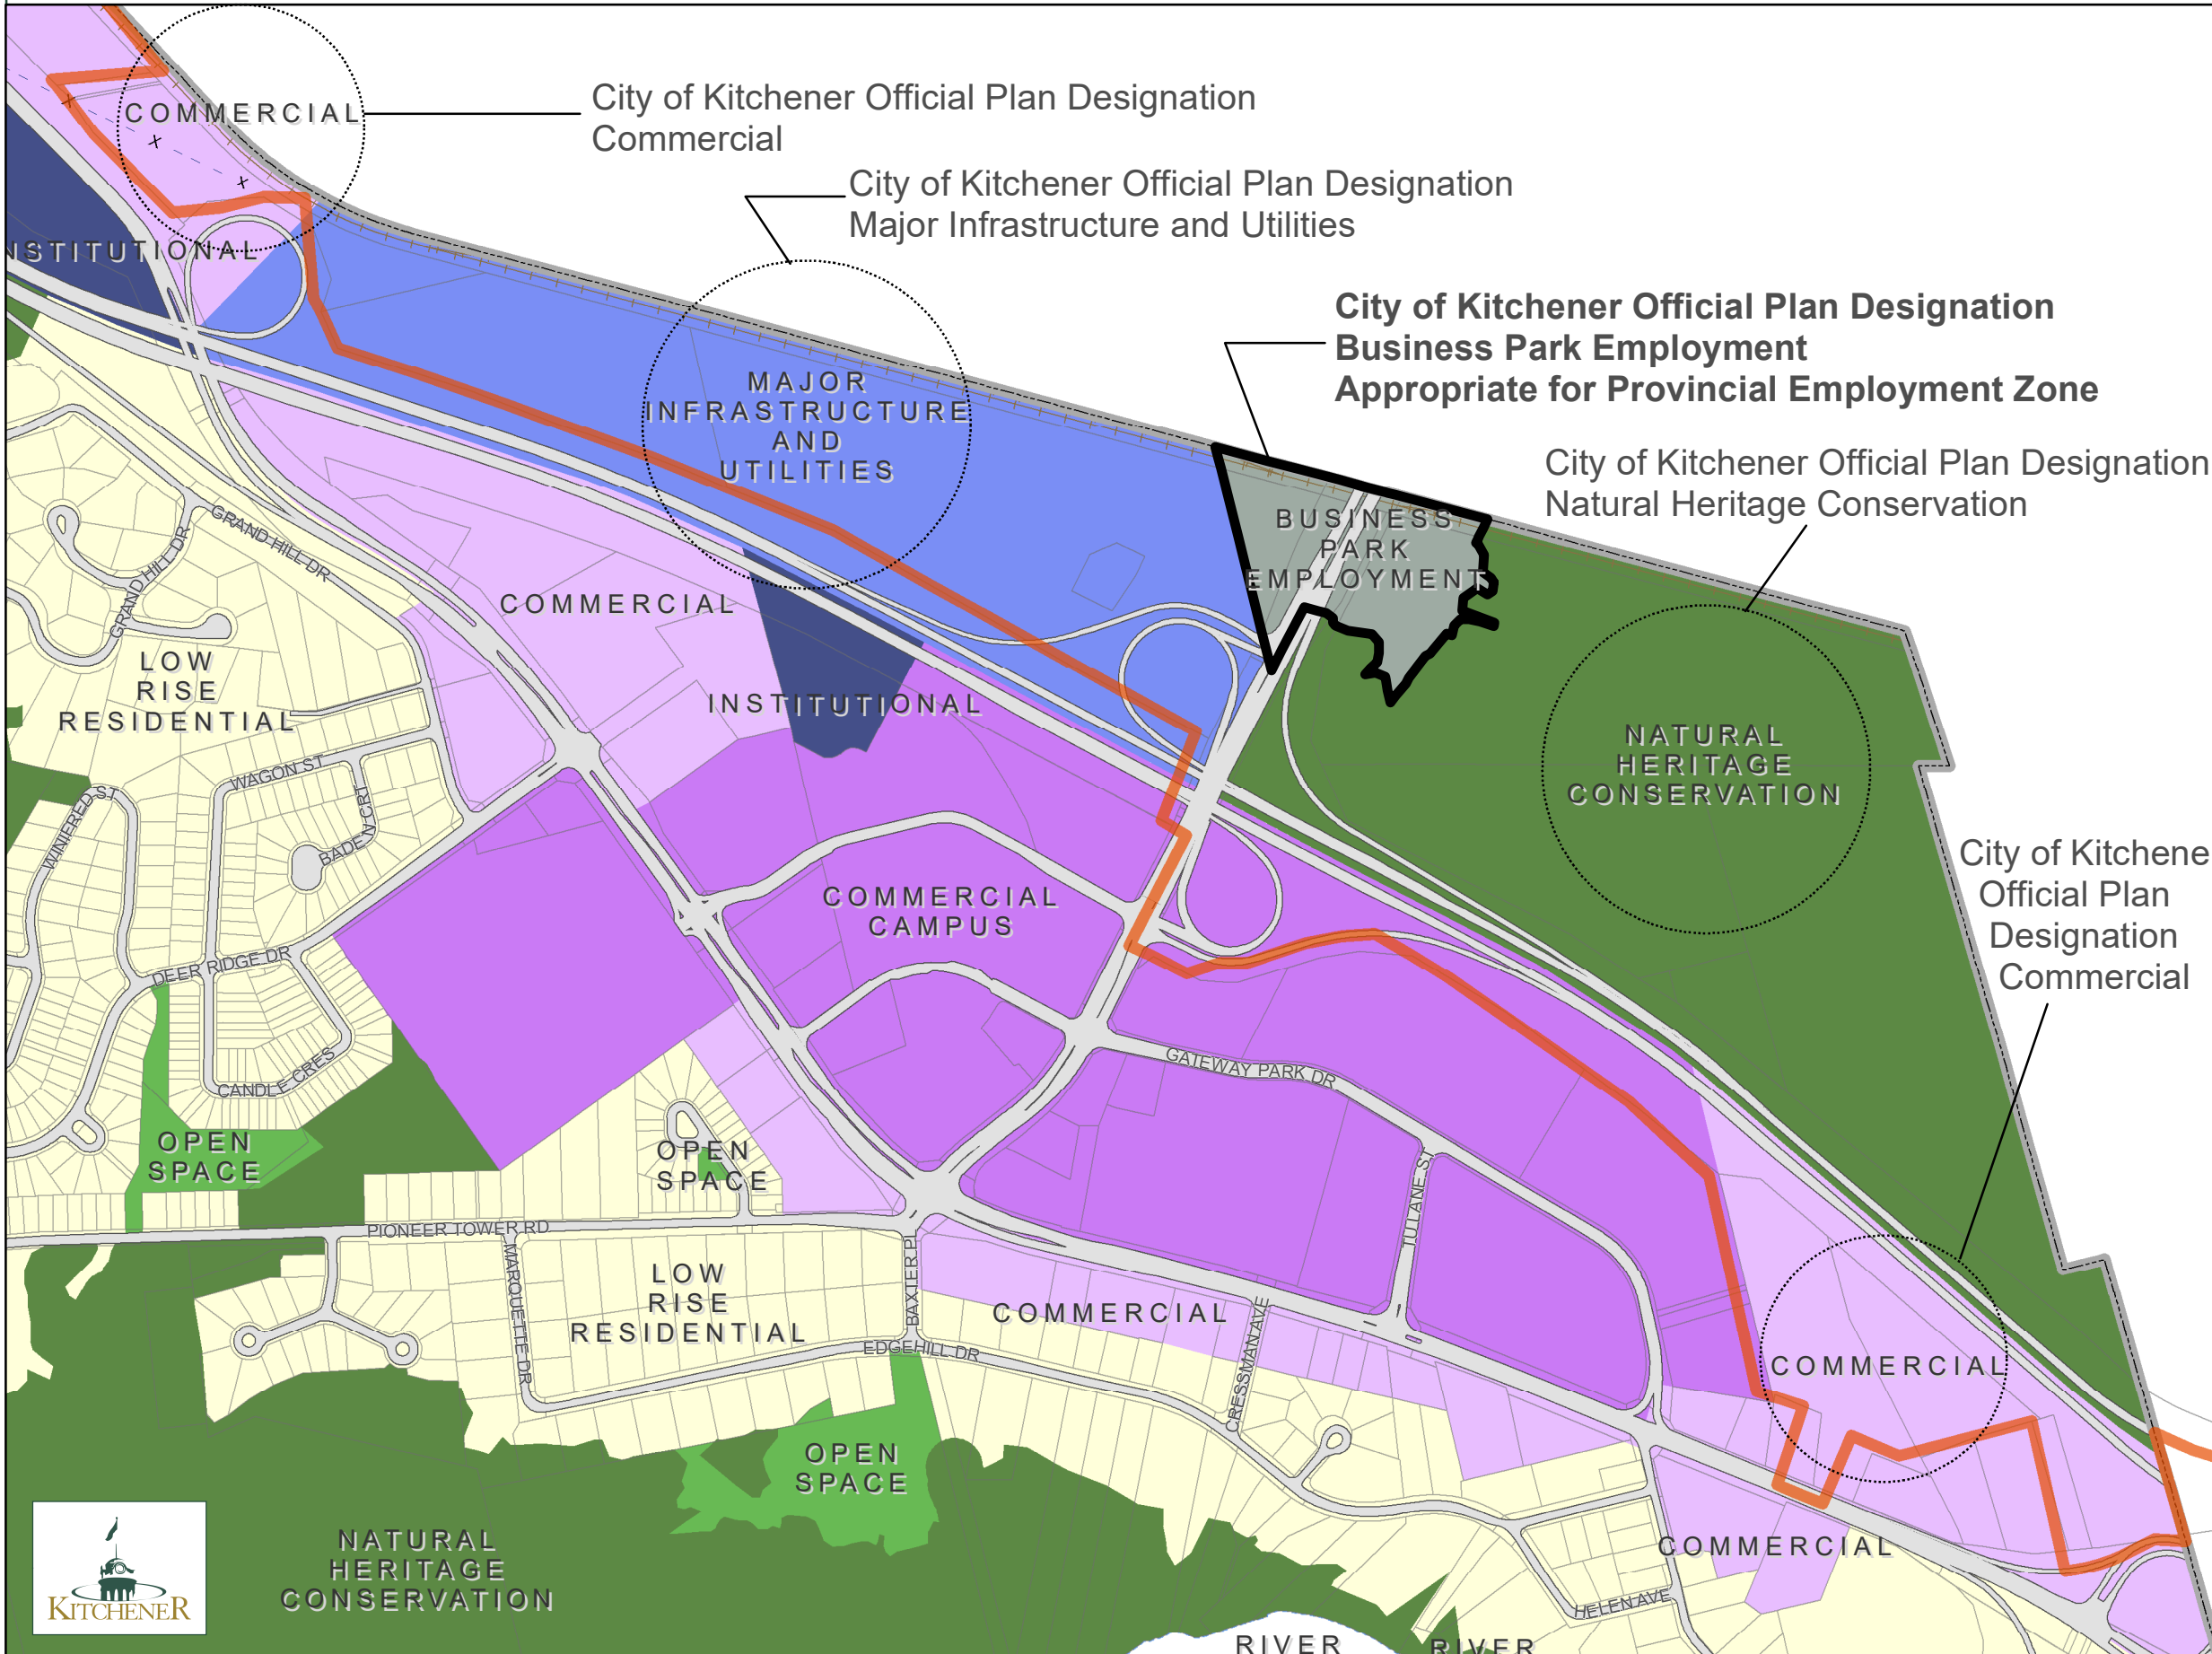 COMMERCIAL
City of Kitchener Official Plan Designation
Commercial
City of Kitchener Official Plan Designation
Major Infrastructure and Utilities
NSTITUTIONAL
City of Kitchener Official Plan Designation
Business Park Employment
Appropriate for Provincial Employment Zone
MAJOR
INFRASTRUCTURE
AND
UTILITIES
City of Kitchener Official Plan Designation
Natural Heritage Conservation
BUSINESS
PARK
EMPLOYMENT
GRAND HILL DR
GRAND HILL DR
COMMERCIAL
LOW
RISE
RESIDENTIAL
INSTITUTIONAL
NATURAL
HERITAGE
CONSERVATION
WAGON ST
WINIFRED ST
BADEN CRT
City of Kitchene
Official Plan
Designation
Commercial
COMMERCIAL
CAMPUS
DEER RIDGE DR
CANDLE CRES
GATEWAY PARK DR
OPEN
SPACE
OPEN
SPACE
TULLANE ST
PIONEER TOWER RD
MARQUETTE DR
BAXTER PL
LOW
RISE
RESIDENTIAL
COMMERCIAL
CRESSMAN AVE
EDGEHILL DR
COMMERCIAL
OPEN
SPACE
NATURAL
HERITAGE
CONSERVATION
COMMERCIAL
HELEN AVE
KITCHENER
RIVER
RIVER